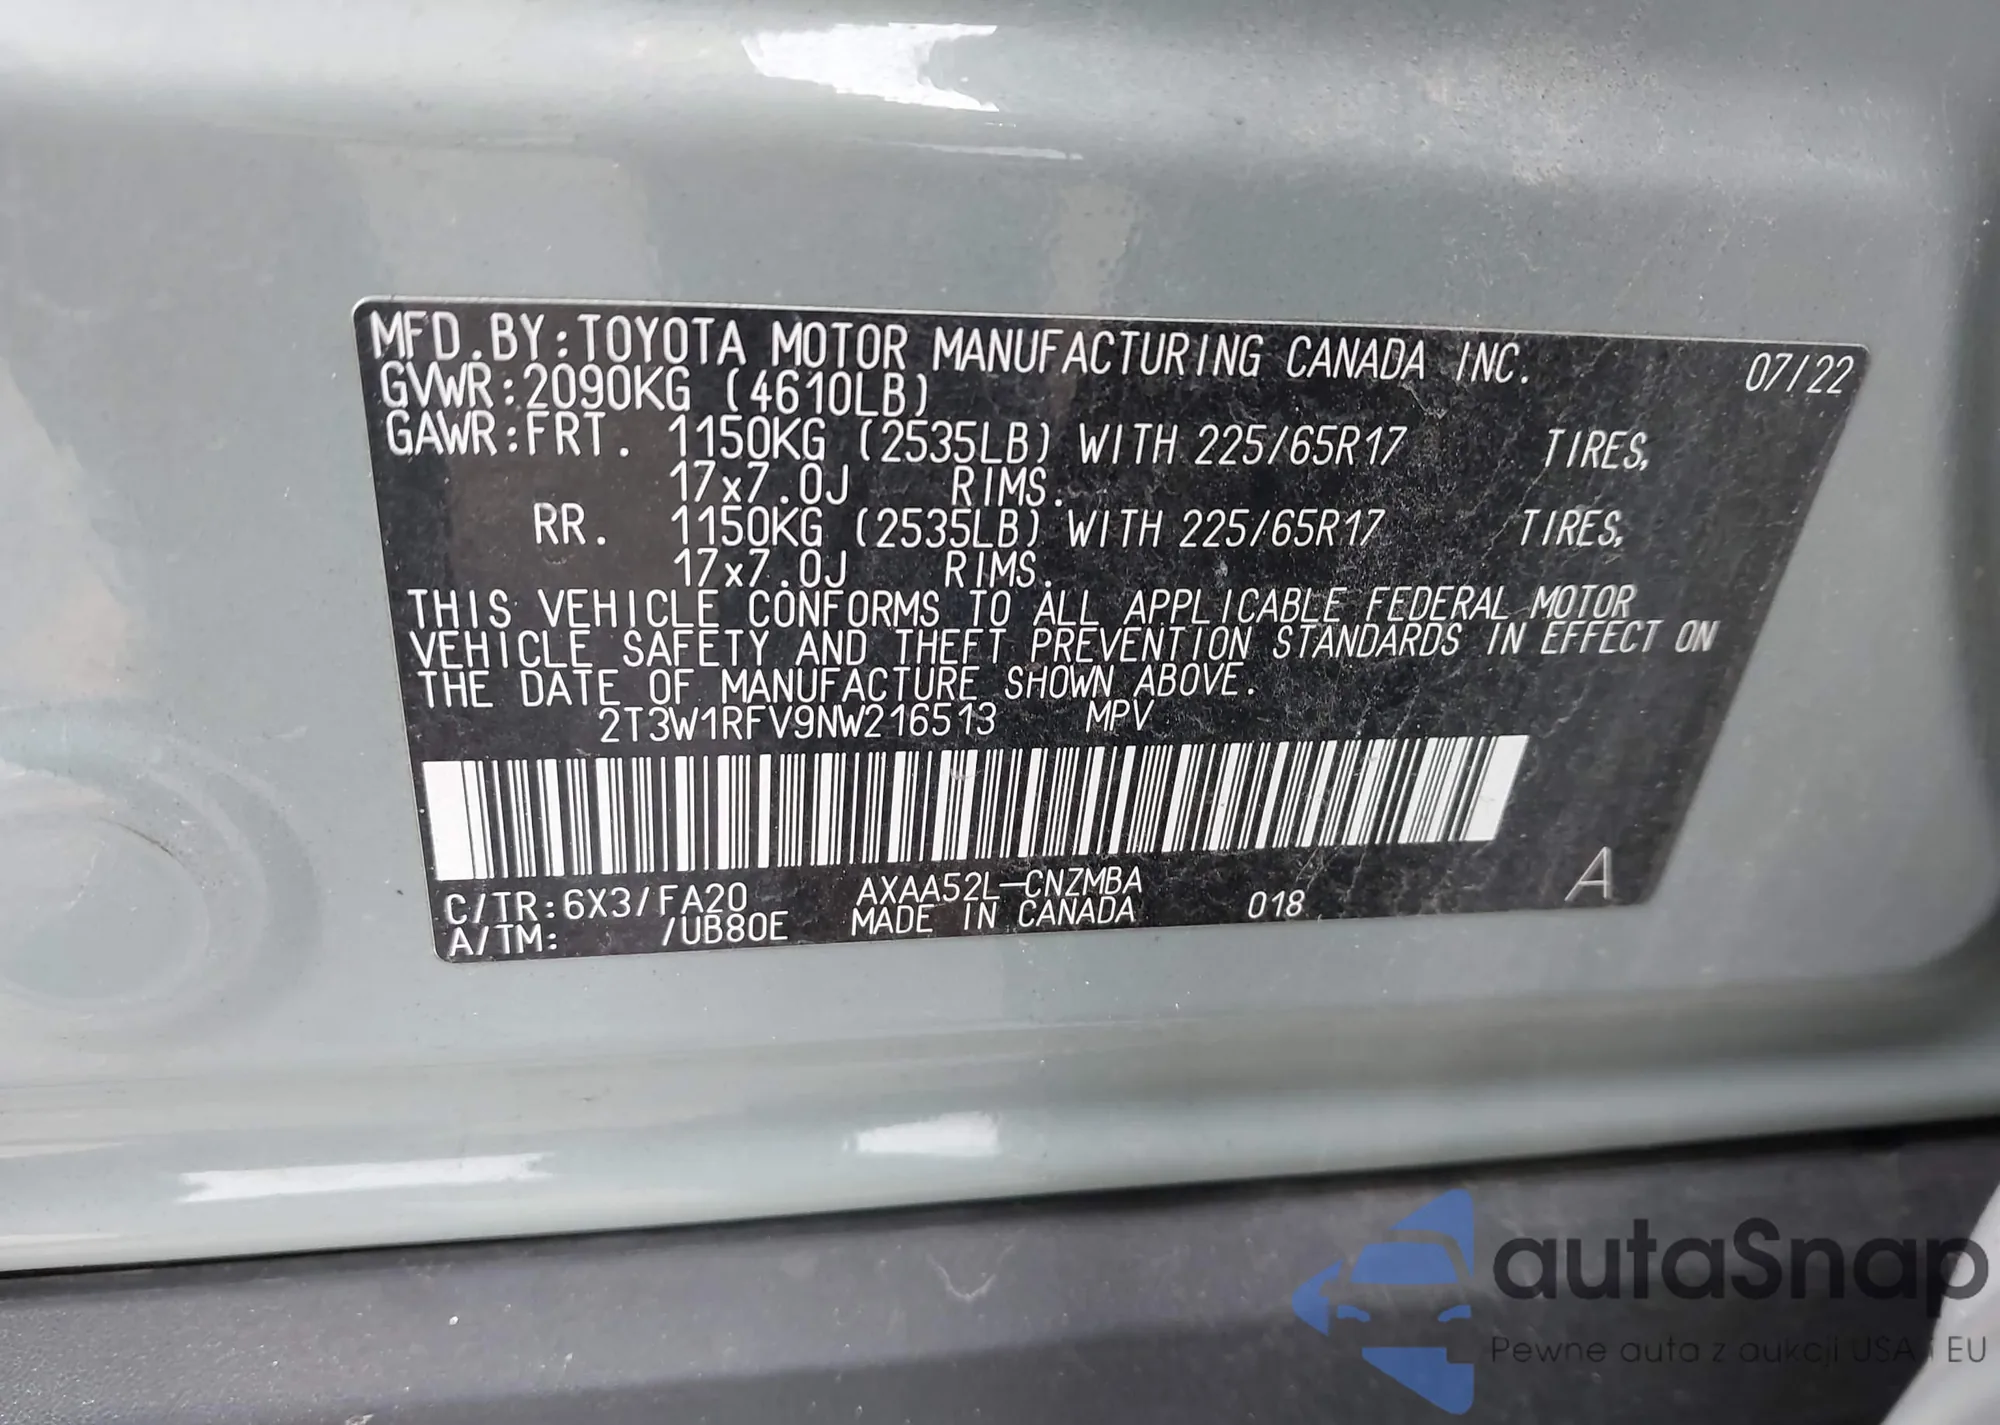 MFD.BY:TOYOTA MOTOR MANUFACTURING CANADA INC. 07/22
GVWR:2090KG (4610LB)
GAWR:FRT. 1150KG (2535LB) WITH 225/65R17 TIRES,
17x7.0J RIMS.
RR. 1150KG (2535LB) WITH 225/65R17 TIRES,
17x7.0J RIMS.
THIS VEHICLE CONFORMS TO ALL APPLICABLE FEDERAL MOTOR
VEHICLE SAFETY AND THEFT PREVENTION STANDARDS IN EFFECT ON
THE DATE OF MANUFACTURE SHOWN ABOVE.
2T3W1RFV9NW216513 MPV
C/TR:6X3/FA20 AXAA52L-CNZMBA
A/TM: /UB80E MADE IN CANADA 018 A
autaSnap
Pewne auta z aukcji USA i EU